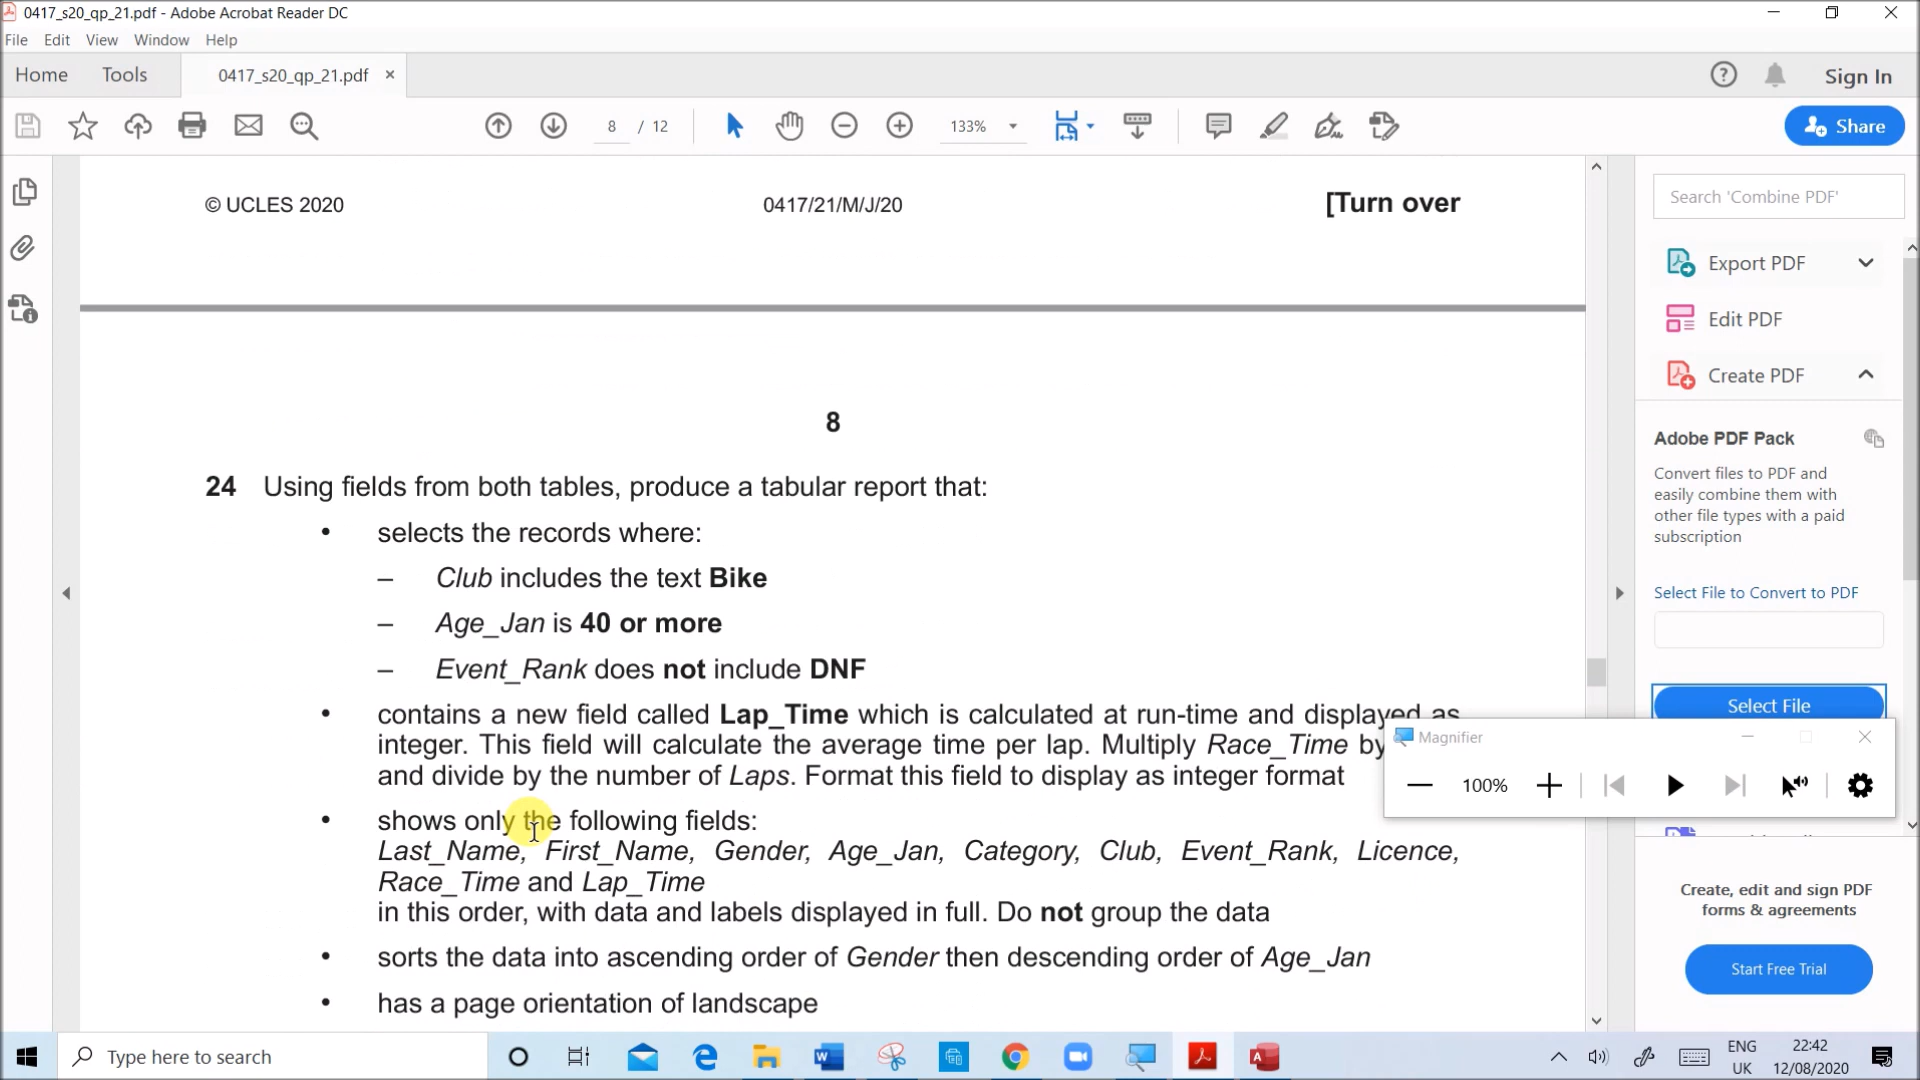 0417_s20_qp_21.pdf - Adobe Acrobat Reader DC
File Edit View Window Help
Home Tools 0417_s20_qp_21.pdf × Sign In
8 / 12 133% Share
© UCLES 2020 0417/21/M/J/20 [Turn over
8
24 Using fields from both tables, produce a tabular report that:
• selects the records where:
– Club includes the text Bike
– Age_Jan is 40 or more
– Event_Rank does not include DNF
• contains a new field called Lap_Time which is calculated at run-time and displayed as
integer. This field will calculate the average time per lap. Multiply Race_Time by
and divide by the number of Laps. Format this field to display as integer format
• shows only the following fields:
Last_Name, First_Name, Gender, Age_Jan, Category, Club, Event_Rank, Licence,
Race_Time and Lap_Time
in this order, with data and labels displayed in full. Do not group the data
• sorts the data into ascending order of Gender then descending order of Age_Jan
• has a page orientation of landscape
Search 'Combine PDF'
Export PDF
Edit PDF
Create PDF
Adobe PDF Pack
Convert files to PDF and
easily combine them with
other file types with a paid
subscription
Select File to Convert to PDF
Select File
Magnifier
100%
Create, edit and sign PDF
forms & agreements
Start Free Trial
Type here to search
ENG
UK
22:42
12/08/2020